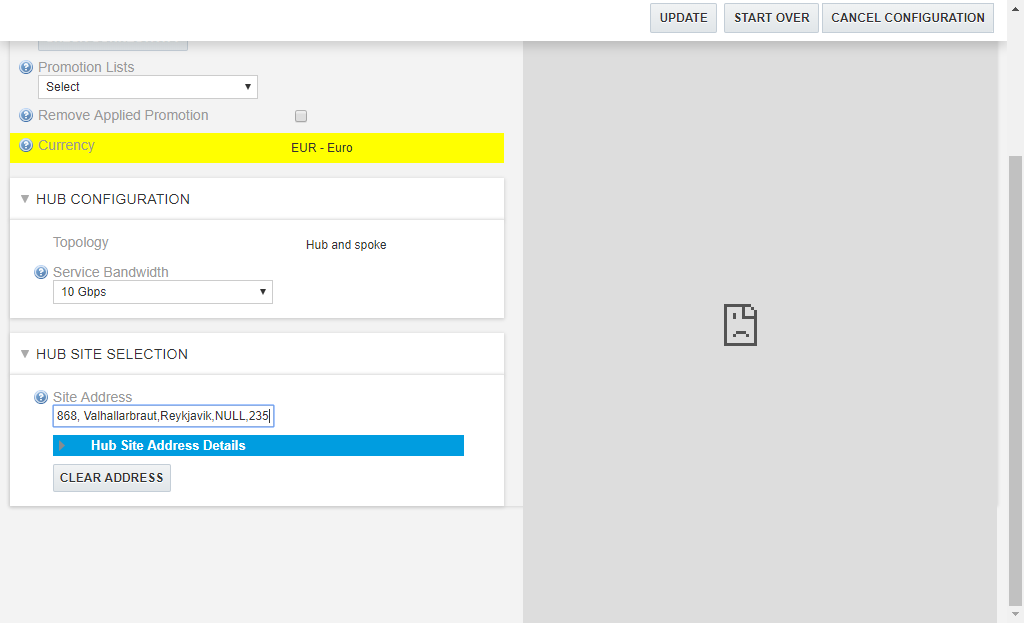 UPDATE START OVER CANCEL CONFIGURATION
Promotion Lists
Select
Remove Applied Promotion
Currency EUR - Euro
HUB CONFIGURATION
Topology Hub and spoke
Service Bandwidth
10 Gbps
HUB SITE SELECTION
Site Address
868, Valhallarbraut,Reykjavik,NULL,235
Hub Site Address Details
CLEAR ADDRESS